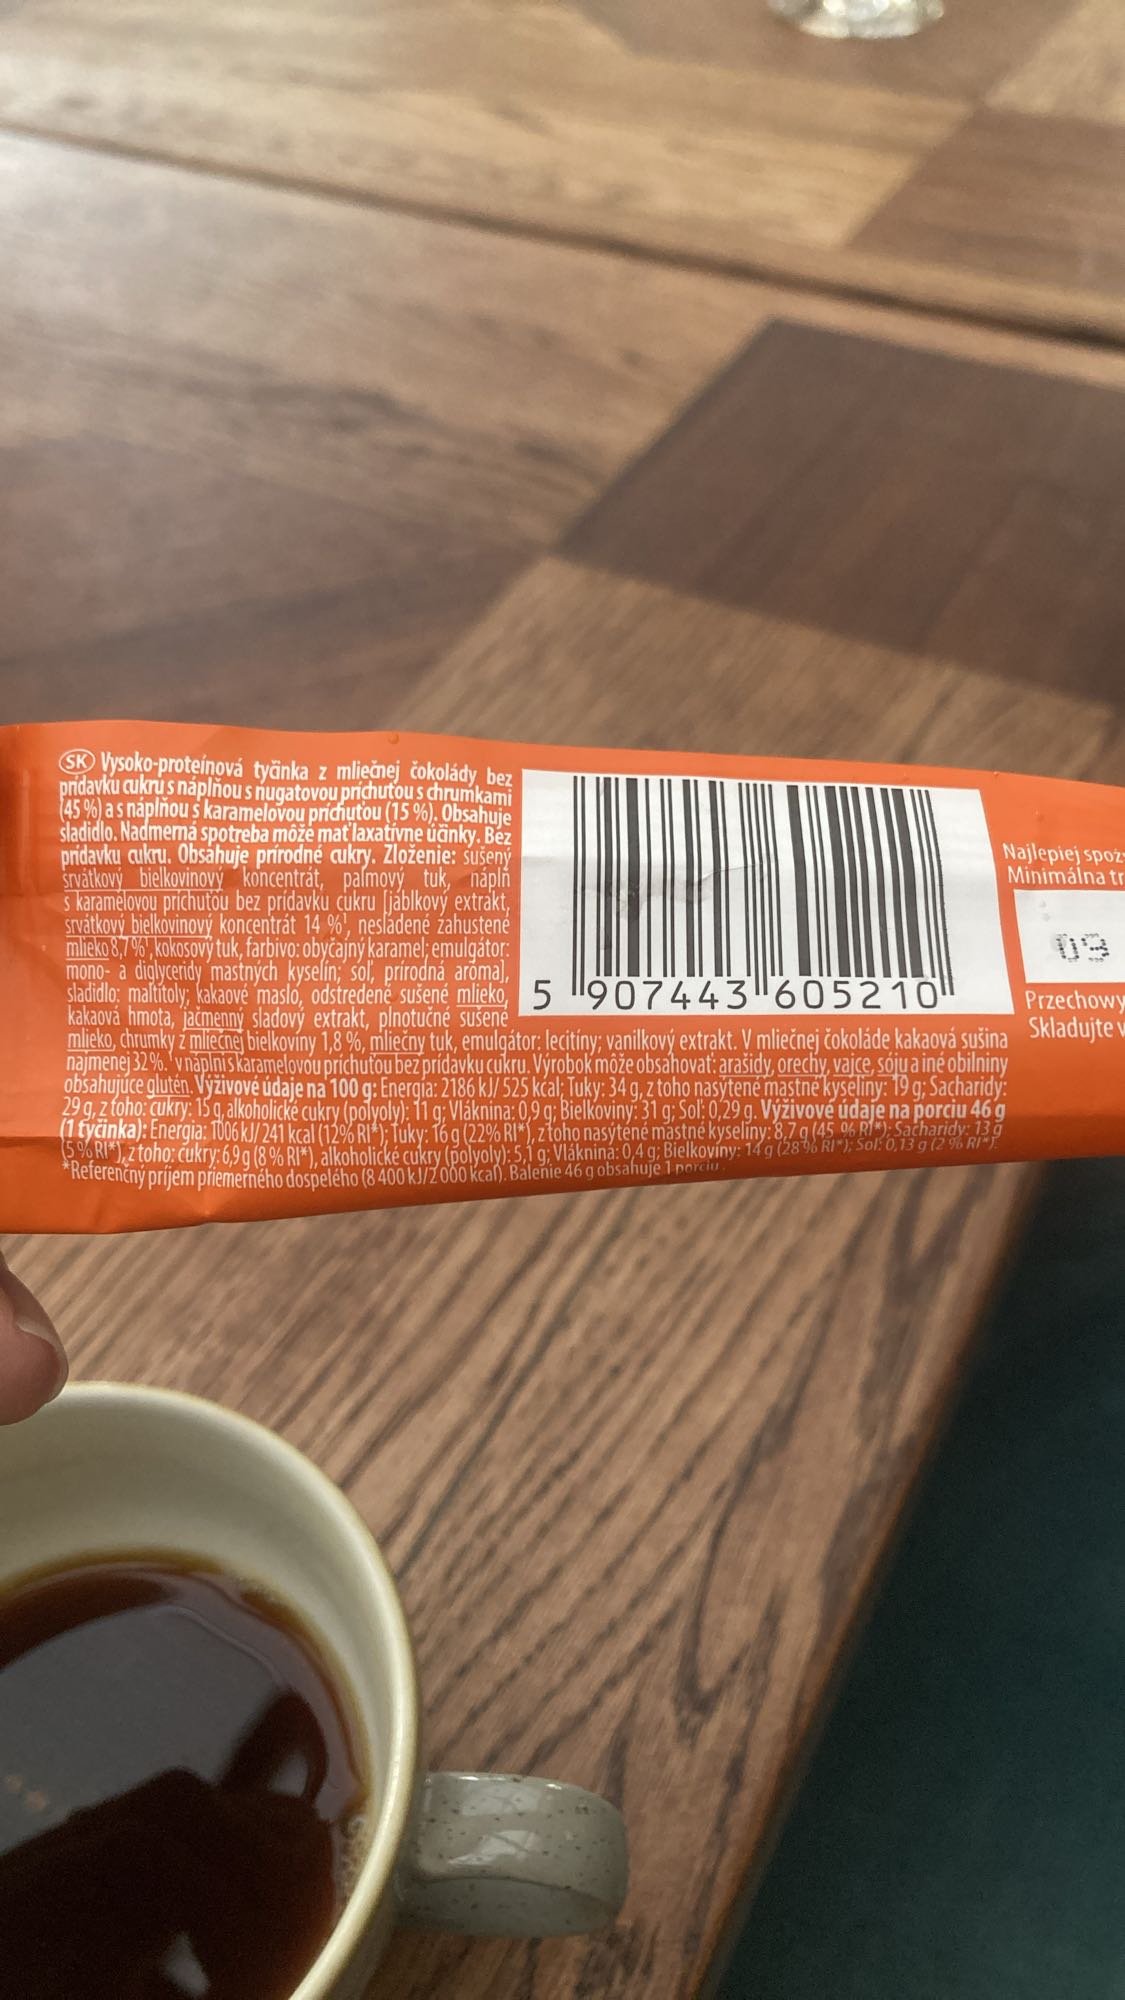 SK Vysoko-proteínová tyčinka z mliečnej čokolády bez
prídavku cukru s náplňou s nugatovou príchuťou s chrumkami
(45 %) a s náplňou s karamelovou príchuťou (15 %). Obsahuje
sladidlo. Nadmerná spotreba môže mať laxatívne účinky. Bez
prídavku cukru. Obsahuje prírodné cukry. Zloženie: sušený
srvátkový bielkovinový koncentrát, palmový tuk, náplň
s karamelovou príchuťou bez prídavku cukru [jablkový extrakt,
srvátkový bielkovinový koncentrát 14 %¹, nesladené zahustené
mlieko 8,7 %¹, kokosový tuk, farbivo: obyčajný karamel; emulgátor:
mono- a diglyceridy mastných kyselín; soľ, prírodná aróma],
sladidlo: maltitoly, kakaové maslo, odstredené sušené mlieko,
kakaová hmota, jačmenný sladový extrakt, plnotučné sušené
mlieko, chrumky z mliečnej bielkoviny 1,8 %, mliečny tuk, emulgátor: lecitíny; vanilkový extrakt. V mliečnej čokoláde kakaová sušina
najmenej 32 %. ¹v náplni s karamelovou príchuťou bez prídavku cukru. Výrobok môže obsahovať: arašidy, orechy, vajce, sóju a iné obilniny
obsahujúce glutén. Výživové údaje na 100 g: Energia: 2186 kJ/ 525 kcal; Tuky: 34 g, z toho nasýtené mastné kyseliny: 19 g; Sacharidy:
29 g, z toho: cukry: 15 g, alkoholické cukry (polyoly): 11 g; Vláknina: 0,9 g; Bielkoviny: 31 g; Soľ: 0,29 g. Výživové údaje na porciu 46 g
(1 tyčinka): Energia: 1006 kJ/ 241 kcal (12% RI*); Tuky: 16 g (22% RI*), z toho nasýtené mastné kyseliny: 8,7 g (45 % RI*); Sacharidy: 13 g
(5 % RI*), z toho: cukry: 6,9 g (8 % RI*), alkoholické cukry (polyoly): 5,1 g; Vláknina: 0,4 g; Bielkoviny: 14 g (28 % RI*); Soľ: 0,13 g (2 % RI*).
*Referenčný príjem priemerného dospelého (8 400 kJ/2 000 kcal). Balenie 46 g obsahuje 1 porciu.
5 907443 605210
Najlepiej spoż
Minimálna tr
09
Przechowy
Skladujte v